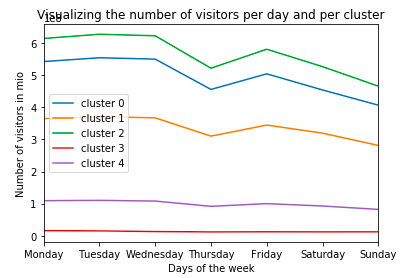 Visualizing the number of visitors per day and per cluster
1e8
6
5
4
3
2
1
0
Number of visitors in mio
cluster 0
cluster 1
cluster 2
cluster 3
cluster 4
Monday Tuesday Wednesday Thursday Friday Saturday Sunday
Days of the week